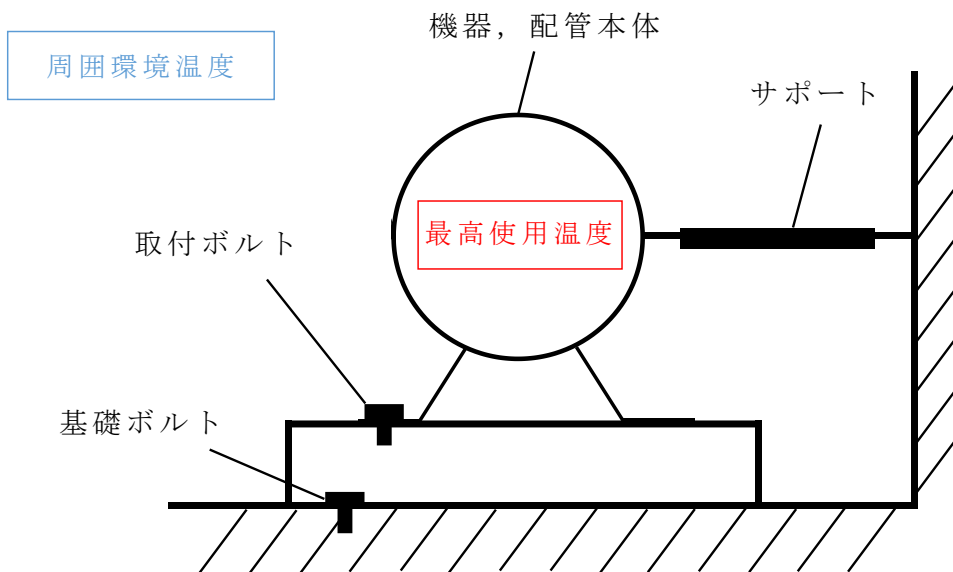 機器，配管本体
周囲環境温度
サポート
最高使用温度
取付ボルト
基礎ボルト